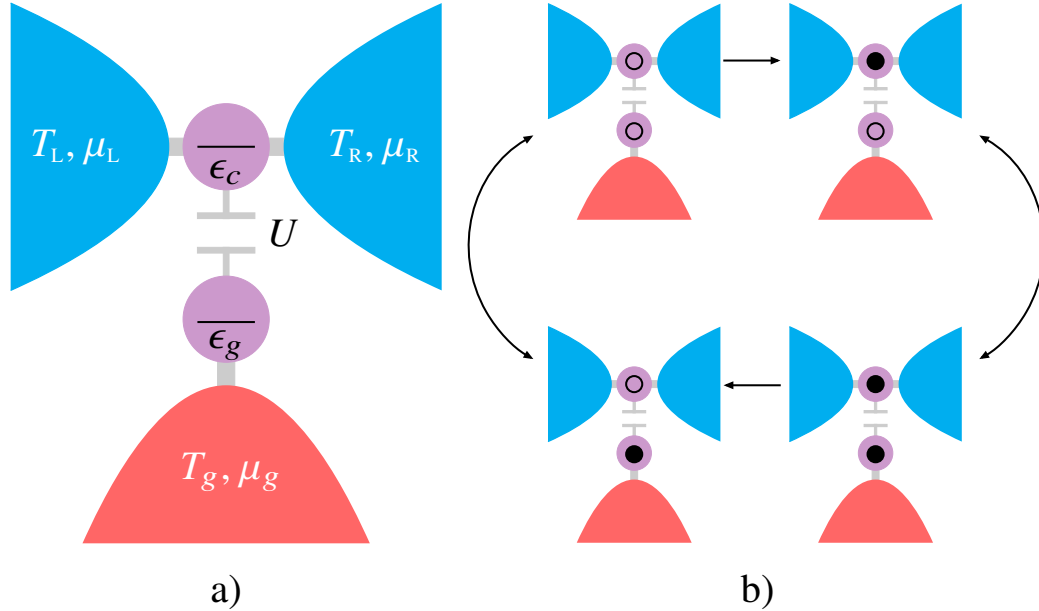 T_L, μ_L
ϵ_c
T_R, μ_R
U
ϵ_g
T_g, μ_g
a)
b)